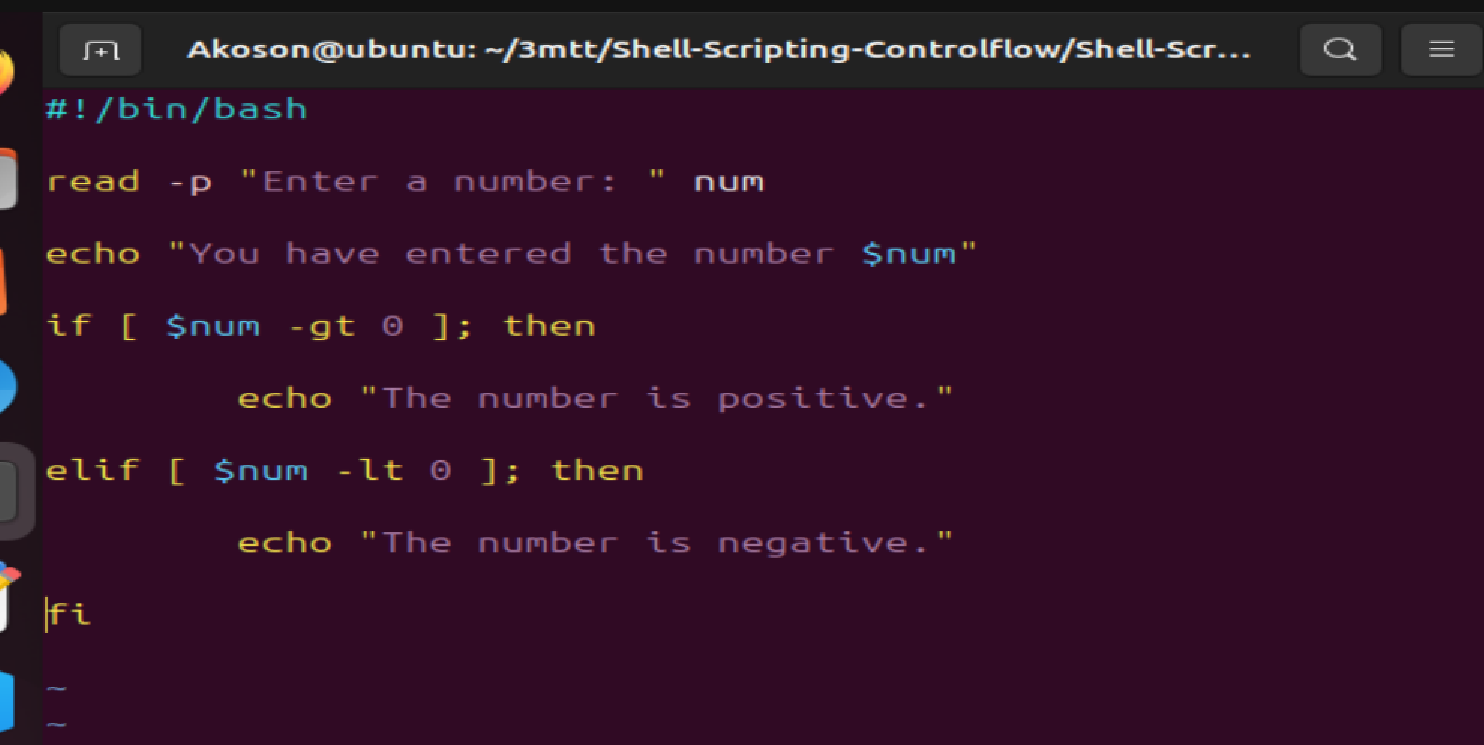 Akoson@ubuntu: ~/3mtt/Shell-Scripting-Controlflow/Shell-Scr...
#!/bin/bash
read -p "Enter a number: " num
echo "You have entered the number $num"
if [ $num -gt 0 ]; then
        echo "The number is positive."
elif [ $num -lt 0 ]; then
        echo "The number is negative."
fi
~
~